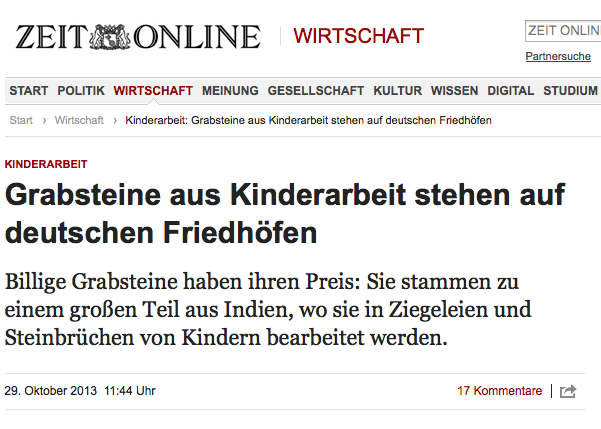 ZEIT ONLINE WIRTSCHAFT
ZEIT ONLIN
Partnersuche
START POLITIK WIRTSCHAFT MEINUNG GESELLSCHAFT KULTUR WISSEN DIGITAL STUDIUM
Start › Wirtschaft › Kinderarbeit: Grabsteine aus Kinderarbeit stehen auf deutschen Friedhöfen
KINDERARBEIT
Grabsteine aus Kinderarbeit stehen auf
deutschen Friedhöfen
Billige Grabsteine haben ihren Preis: Sie stammen zu
einem großen Teil aus Indien, wo sie in Ziegeleien und
Steinbrüchen von Kindern bearbeitet werden.
29. Oktober 2013 11:44 Uhr
17 Kommentare